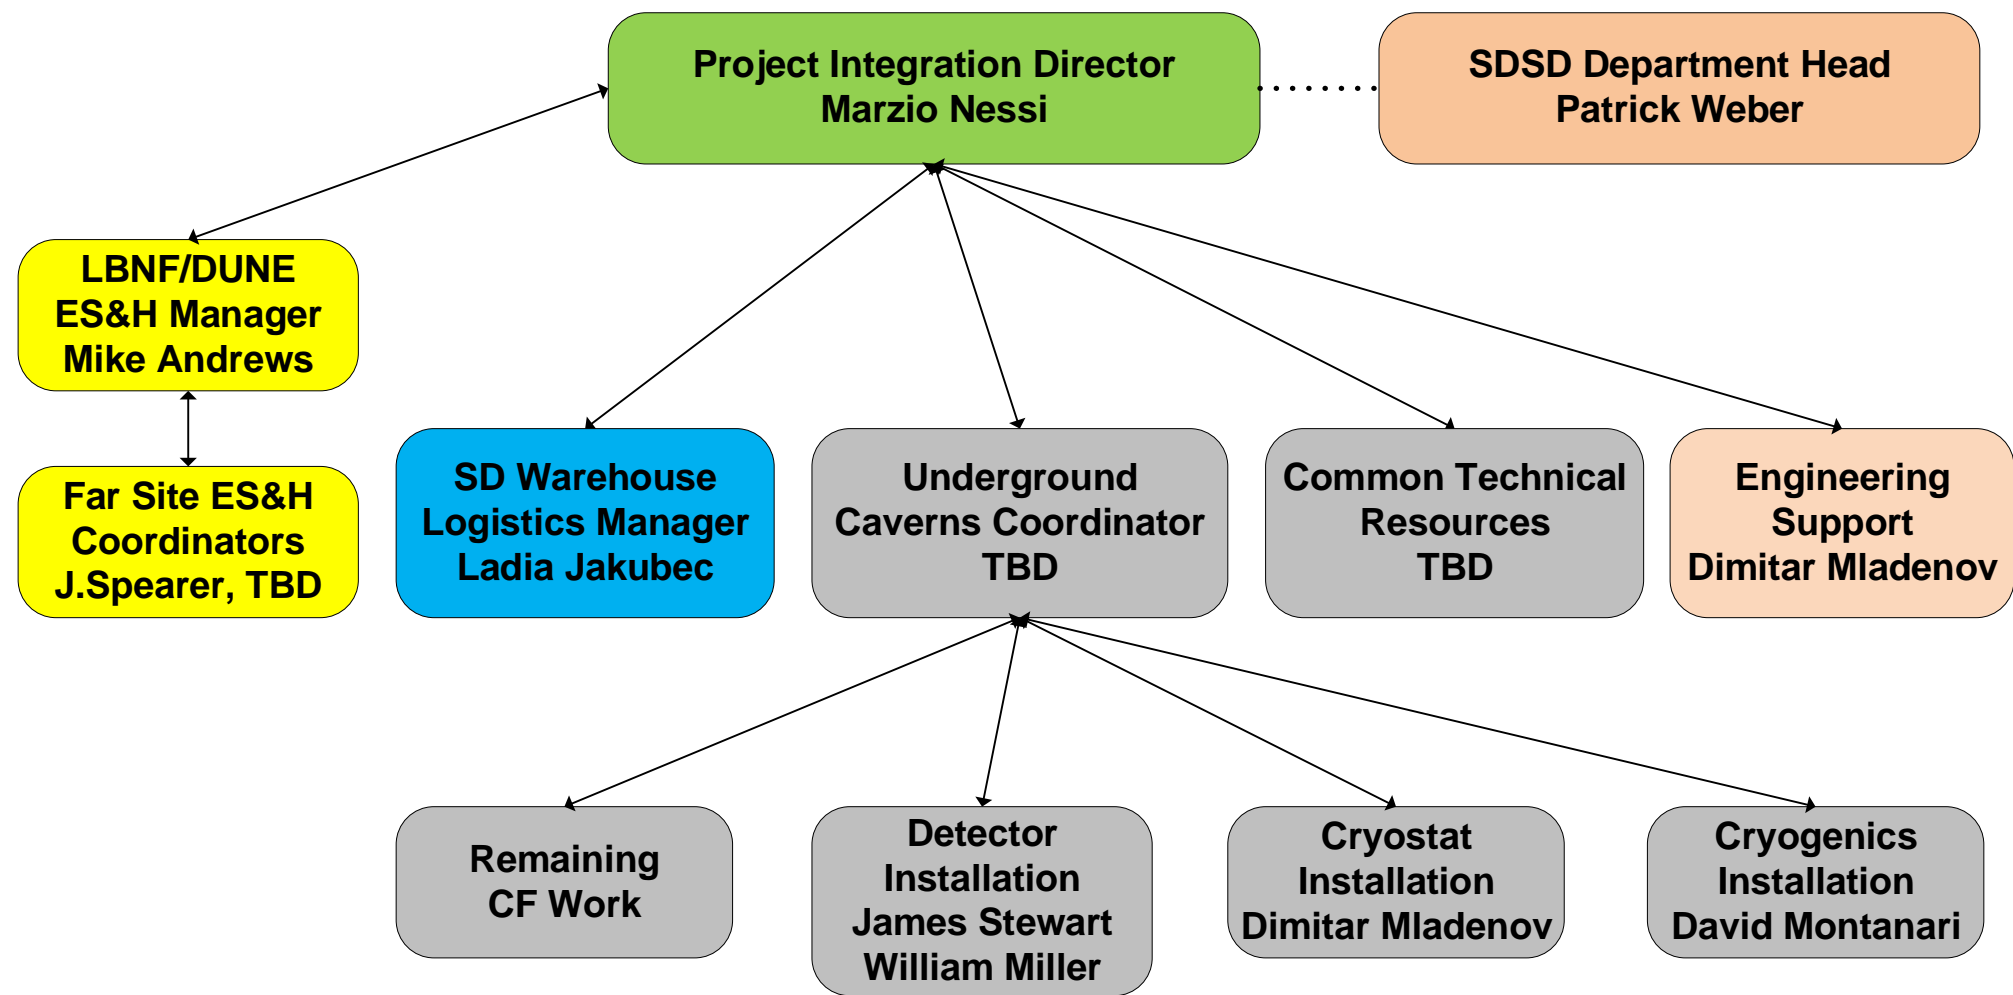 Project Integration Director
Marzio Nessi
SDSD Department Head
Patrick Weber
LBNF/DUNE
ES&H Manager
Mike Andrews
Far Site ES&H
Coordinators
J.Spearer, TBD
SD Warehouse
Logistics Manager
Ladia Jakubec
Underground
Caverns Coordinator
TBD
Common Technical
Resources
TBD
Engineering
Support
Dimitar Mladenov
Remaining
CF Work
Detector
Installation
James Stewart
William Miller
Cryostat
Installation
Dimitar Mladenov
Cryogenics
Installation
David Montanari